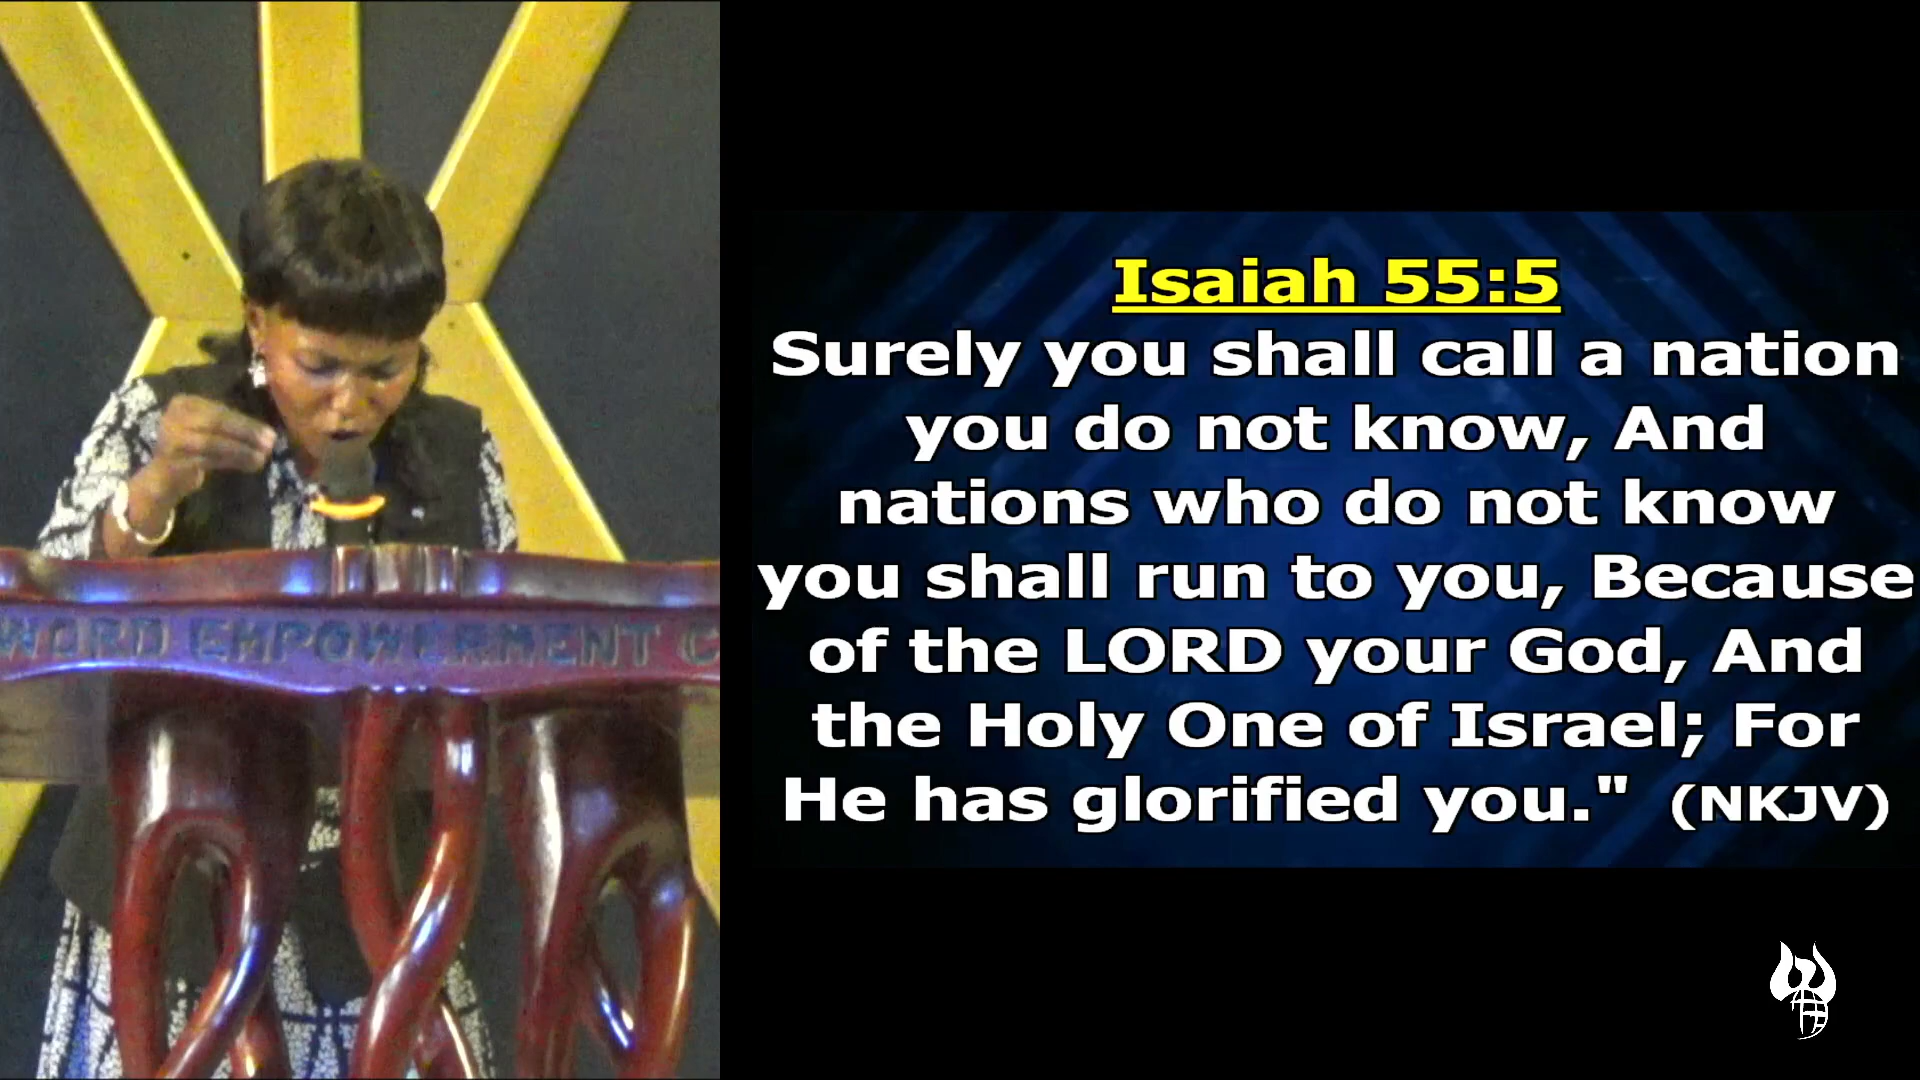 WORD EMPOWERMENT C
Isaiah 55:5
Surely you shall call a nation
you do not know, And
nations who do not know
you shall run to you, Because
of the LORD your God, And
the Holy One of Israel; For
He has glorified you." (NKJV)